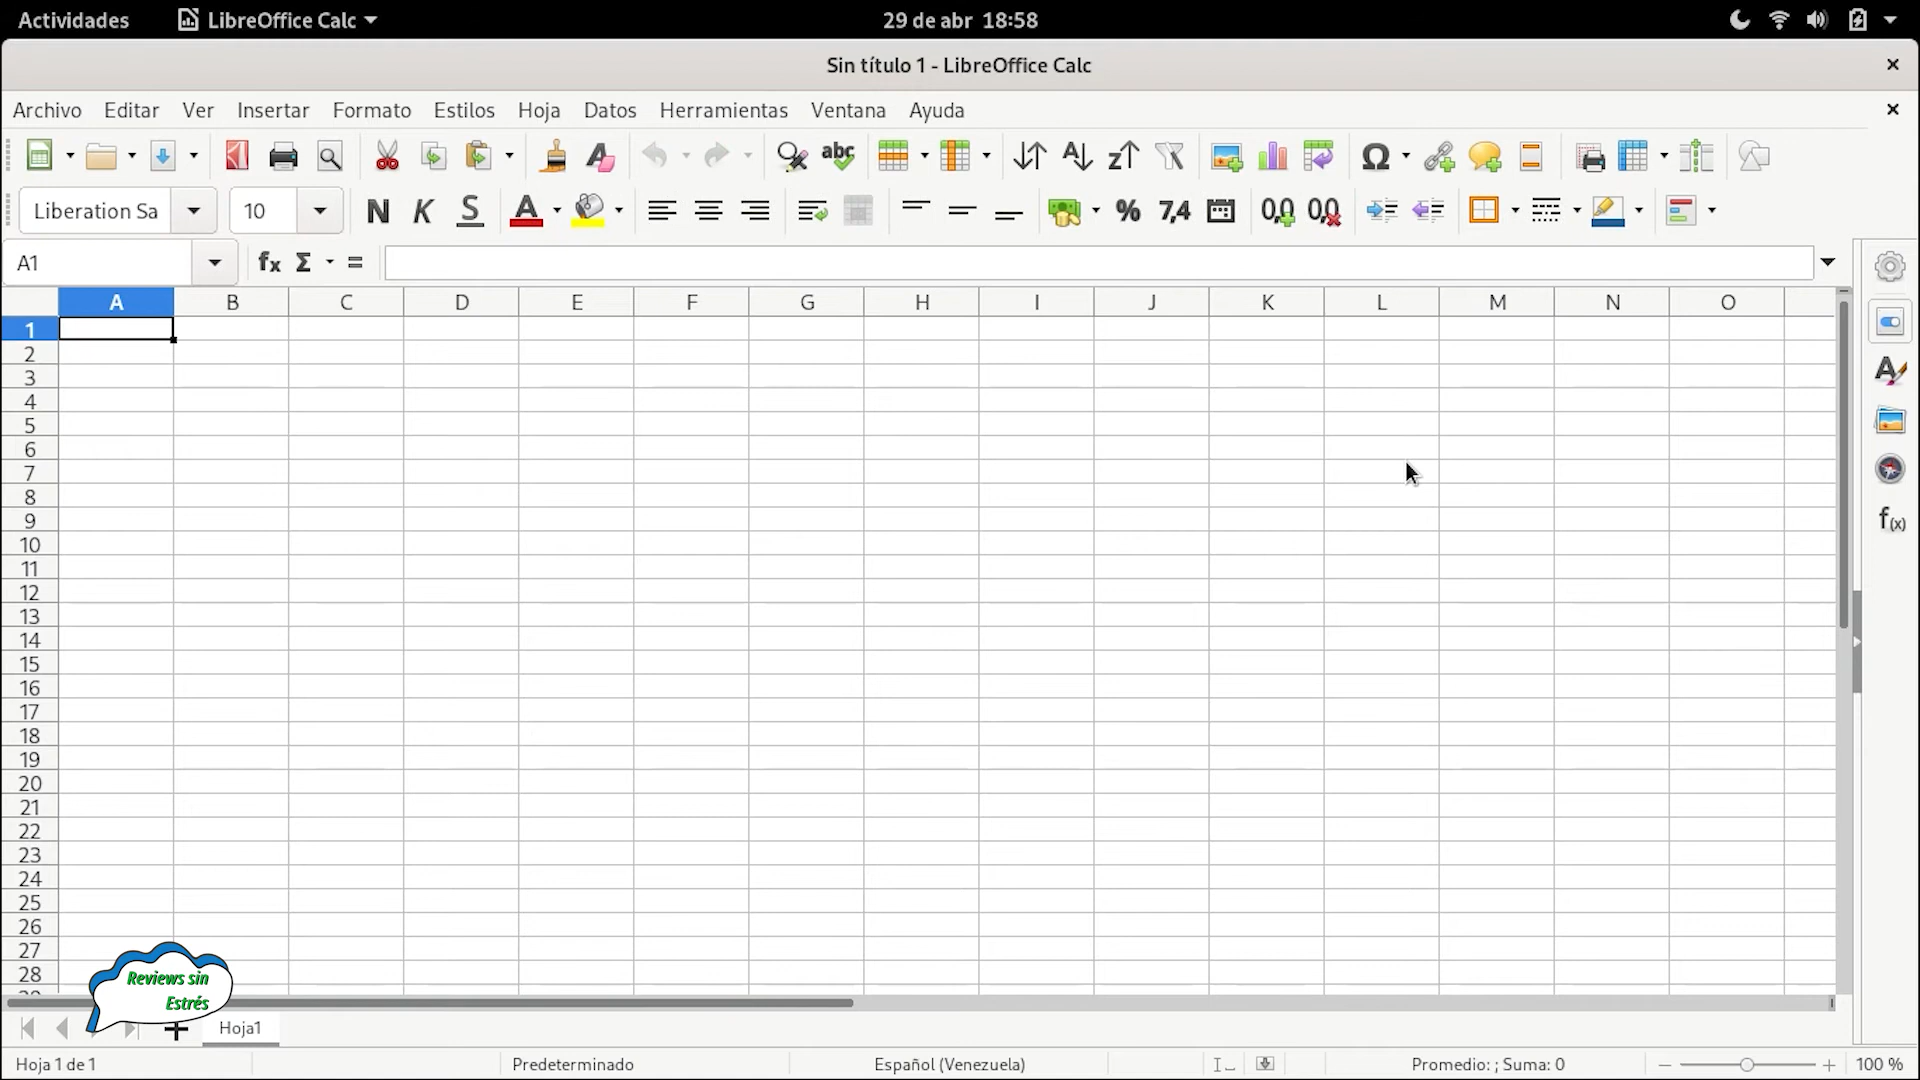 Actividades LibreOffice Calc 29 de abr 18:58
Sin título 1 - LibreOffice Calc
Archivo Editar Ver Insertar Formato Estilos Hoja Datos Herramientas Ventana Ayuda
abc
Liberation Sa 10 N K S A % 7,4 0,0 0,0
A1 fx Σ =
A B C D E F G H I J K L M N O
1
2
3
4
5
6
7
8
9
10
11
12
13
14
15
16
17
18
19
20
21
22
23
24
25
26
27
28
f(x)
Reviews sin
Estrés
Hoja1
Hoja 1 de 1 Predeterminado Español (Venezuela) Promedio: ; Suma: 0 100 %